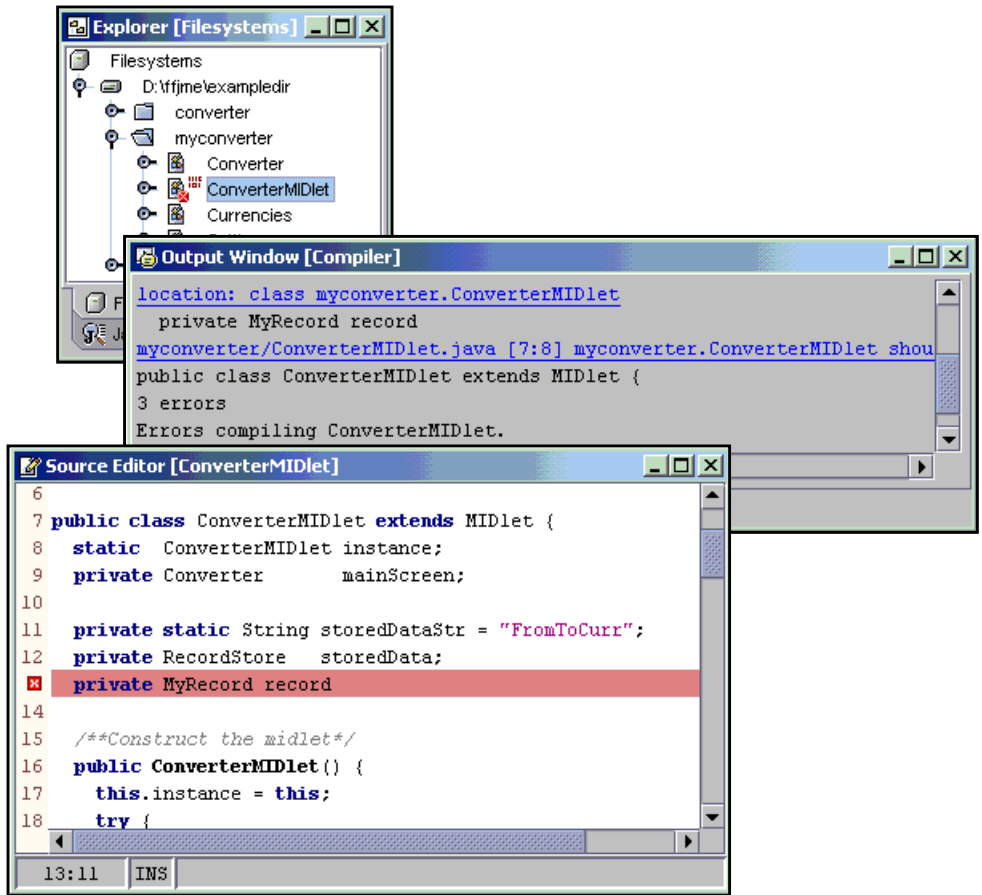 Explorer [Filesystems]
Filesystems
D:\ffjme\exampledir
converter
myconverter
Converter
ConverterMIDlet
Currencies
Output Window [Compiler]
location: class myconverter.ConverterMIDlet
private MyRecord record
myconverter/ConverterMIDlet.java [7:8] myconverter.ConverterMIDlet shou
public class ConverterMIDlet extends MIDlet {
3 errors
Errors compiling ConverterMIDlet.
Source Editor [ConverterMIDlet]
6
7 public class ConverterMIDlet extends MIDlet {
8 static ConverterMIDlet instance;
9 private Converter mainScreen;
10
11 private static String storedDataStr = "FromToCurr";
12 private RecordStore storedData;
private MyRecord record
14
15 /**Construct the midlet*/
16 public ConverterMIDlet() {
17 this.instance = this;
18 try {
13:11 INS